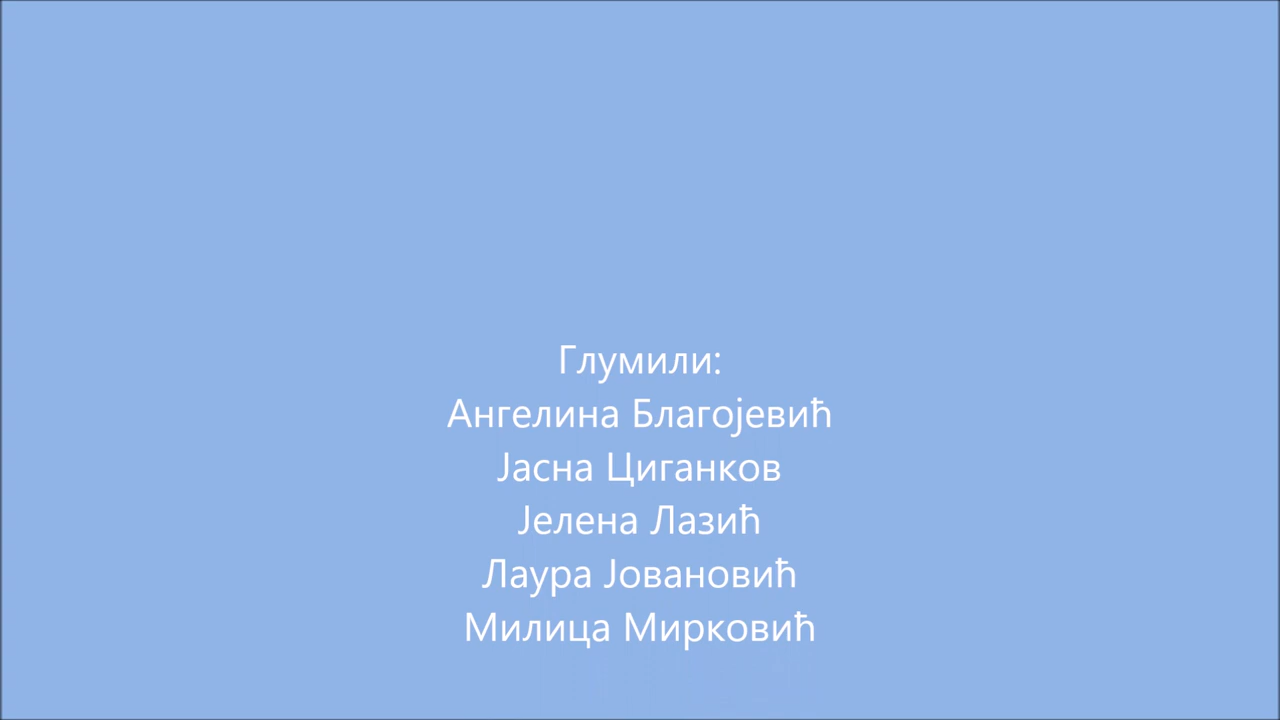 Глумили:
Ангелина Благојевић
Јасна Циганков
Јелена Лазић
Лаура Јовановић
Милица Мирковић